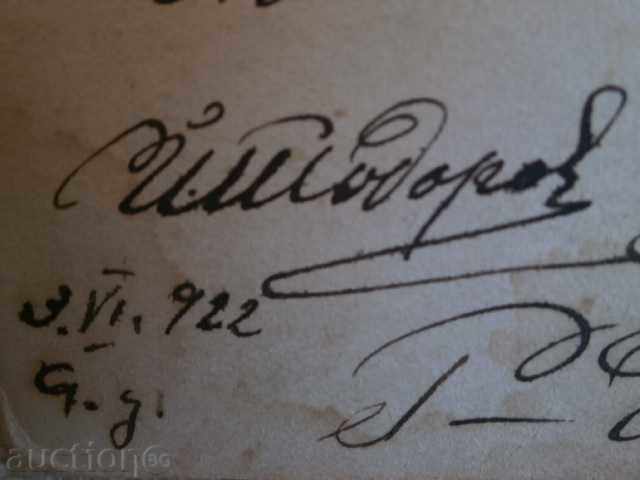 Й. Тодоров
3.VI. 922
G. g.
auction BG